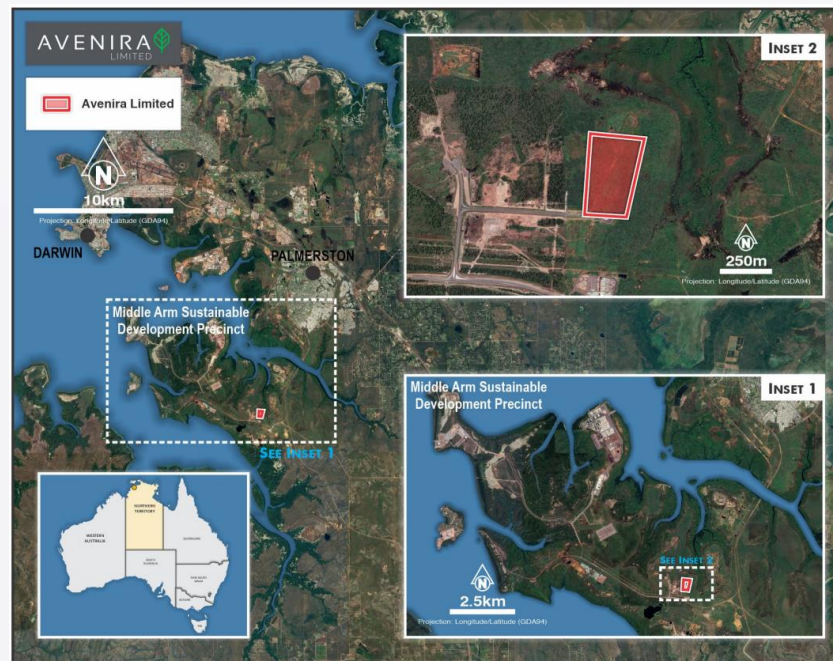 AVENIRA
LIMITED
Avenira Limited
N
10km
Projection: Longitude/Latitude (GDA94)
DARWIN
PALMERSTON
Middle Arm Sustainable
Development Precinct
SEE INSET 1
WESTERN
AUSTRALIA
NORTHERN
TERRITORY
QUEENSLAND
SOUTH
AUSTRALIA
NEW SOUTH
WALES
INSET 2
N
250m
Projection: Longitude/Latitude (GDA94)
INSET 1
Middle Arm Sustainable
Development Precinct
SEE INSET 2
N
2.5km
Projection: Longitude/Latitude (GDA94)